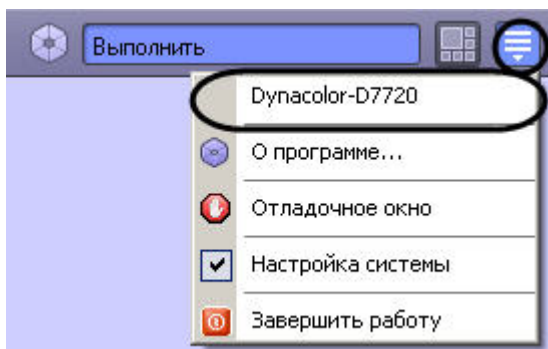 Выполнить
Dynacolor-D7720
О программе...
Отладочное окно
Настройка системы
Завершить работу